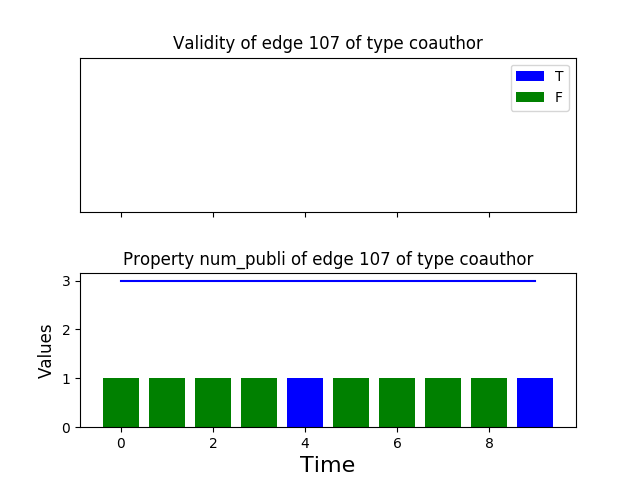 Validity of edge 107 of type coauthor
T
F
Property num_publi of edge 107 of type coauthor
3
2
1
0
Values
0 2 4 6 8
Time